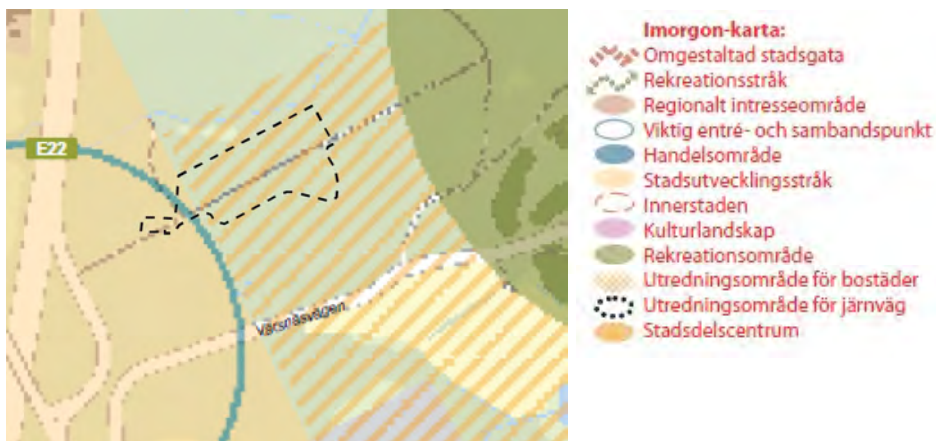 E22
Värsnäsvägen
Imorgon-karta:
Omgestaltad stadsgata
Rekreationsstråk
Regionalt intresseområde
Viktig entré- och sambandspunkt
Handelsområde
Stadsutvecklingsstråk
Innerstaden
Kulturlandskap
Rekreationsområde
Utredningsområde för bostäder
Utredningsområde för järnväg
Stadsdelscentrum